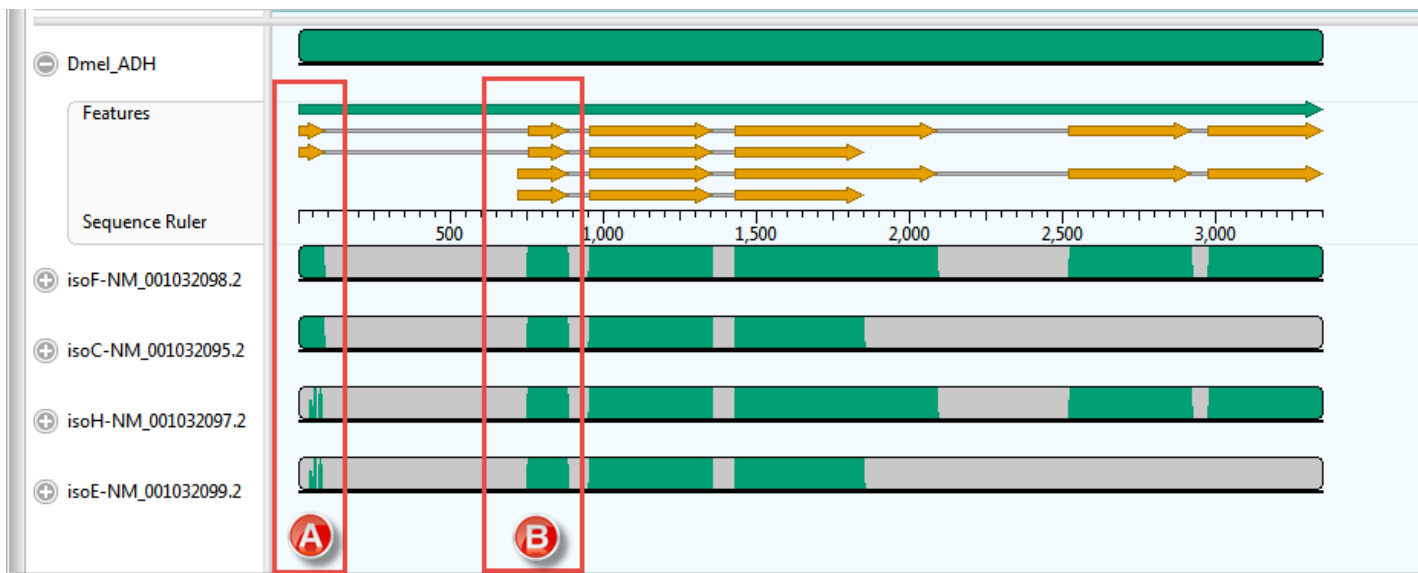 Dmel_ADH
Features
Sequence Ruler
500 1,000 1,500 2,000 2,500 3,000
isoF-NM_001032098.2
isoC-NM_001032095.2
isoH-NM_001032097.2
isoE-NM_001032099.2
A B